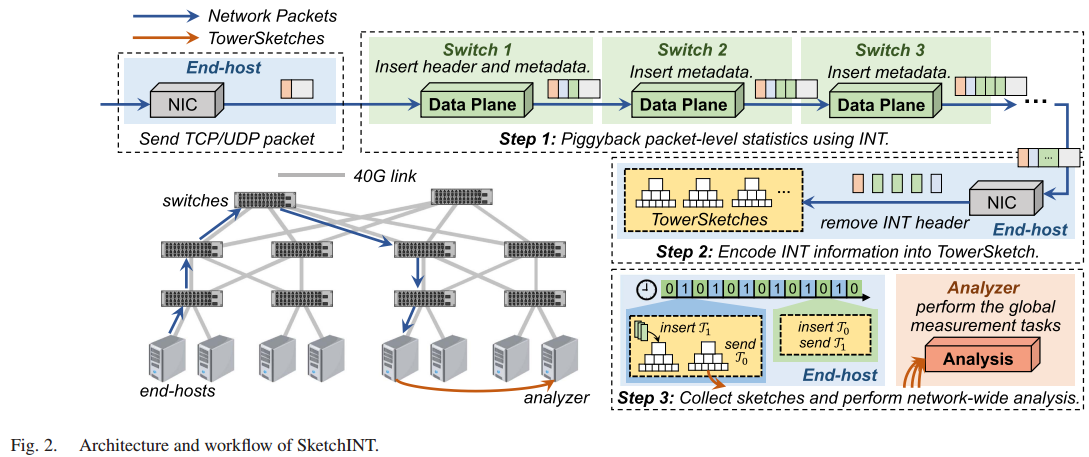 Network Packets
TowerSketches
End-host
NIC
Send TCP/UDP packet
Switch 1
Insert header and metadata.
Data Plane
Switch 2
Insert metadata.
Data Plane
Switch 3
Insert metadata.
Data Plane
...
Step 1: Piggyback packet-level statistics using INT.
40G link
switches
end-hosts
analyzer
...
TowerSketches
...
remove INT header
NIC
End-host
Step 2: Encode INT information into TowerSketch.
0 1 0 1 0 1 0 1 0 1 0 1 0
insert 𝒯1
send
𝒯0
insert 𝒯0
send 𝒯1
End-host
Analyzer
perform the global
measurement tasks
Analysis
Step 3: Collect sketches and perform network-wide analysis.
Fig. 2. Architecture and workflow of SketchINT.